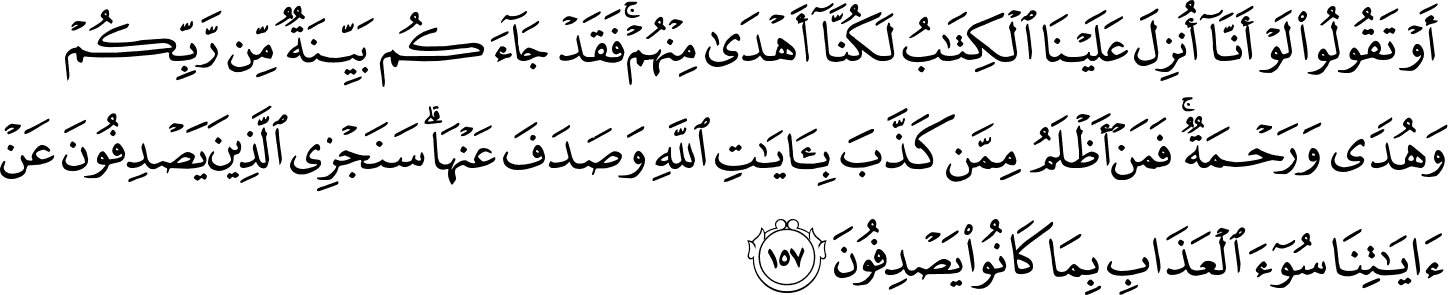 أَوْ تَقُولُوا۟ لَوْ أَنَّآ أُنزِلَ عَلَيْنَا ٱلْكِتَـٰبُ لَكُنَّآ أَهْدَىٰ مِنْهُمْ ۚ فَقَدْ جَآءَكُم بَيِّنَةٌ مِّن رَّبِّكُمْ
وَهُدًى وَرَحْمَةٌ ۚ فَمَنْ أَظْلَمُ مِمَّن كَذَّبَ بِـَٔايَـٰتِ ٱللَّهِ وَصَدَفَ عَنْهَا ۗ سَنَجْزِى ٱلَّذِينَ يَصْدِفُونَ عَنْ
ءَايَـٰتِنَا سُوٓءَ ٱلْعَذَابِ بِمَا كَانُوا۟ يَصْدِفُونَ ١٥٧